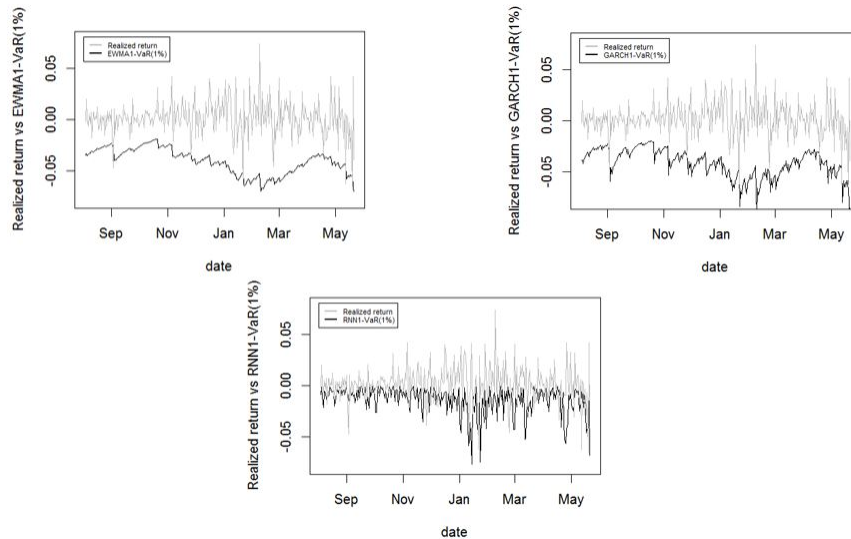 Realized return vs EWMA1-VaR(1%)
0.05
0.00
-0.05
Realized return
EWMA1-VaR(1%)
Sep Nov Jan Mar May
date
Realized return vs GARCH1-VaR(1%)
0.05
0.00
-0.05
Realized return
GARCH1-VaR(1%)
Sep Nov Jan Mar May
date
Realized return vs RNN1-VaR(1%)
0.05
0.00
-0.05
Realized return
RNN1-VaR(1%)
Sep Nov Jan Mar May
date